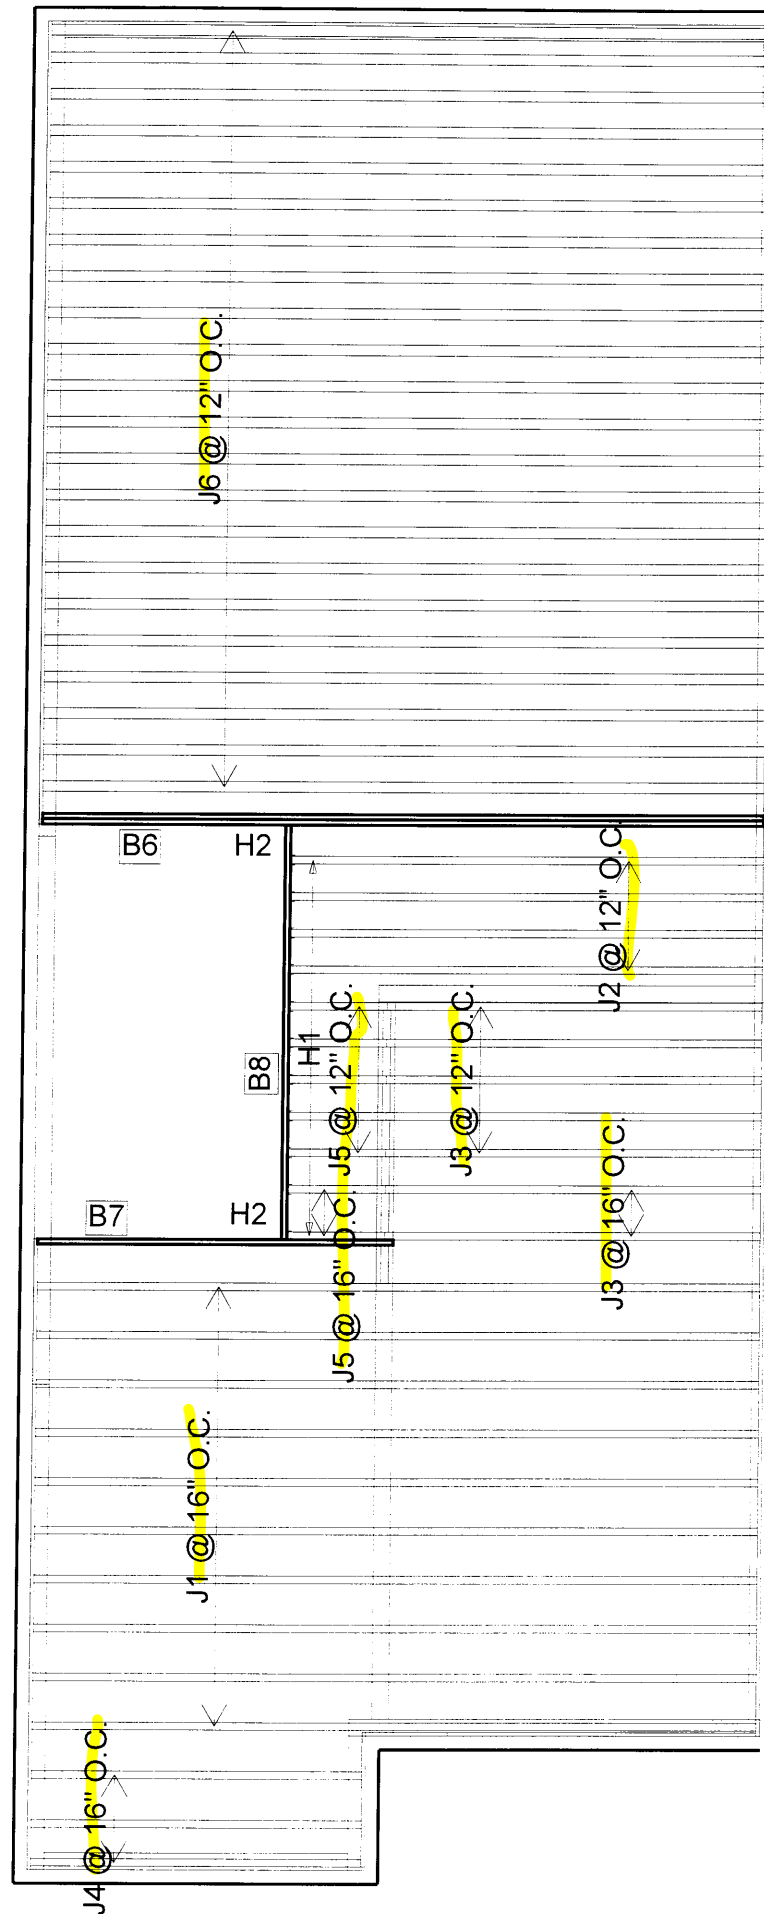 J6 @ 12" O.C.
B6
H2
J2 @ 12" O.C.
J5 @ 12" O.C.
J3 @ 12" O.C.
H1
B8
B7
H2
J5 @ 16" O.C.
J3 @ 16" O.C.
J1 @ 16" O.C.
J4 @ 16" O.C.